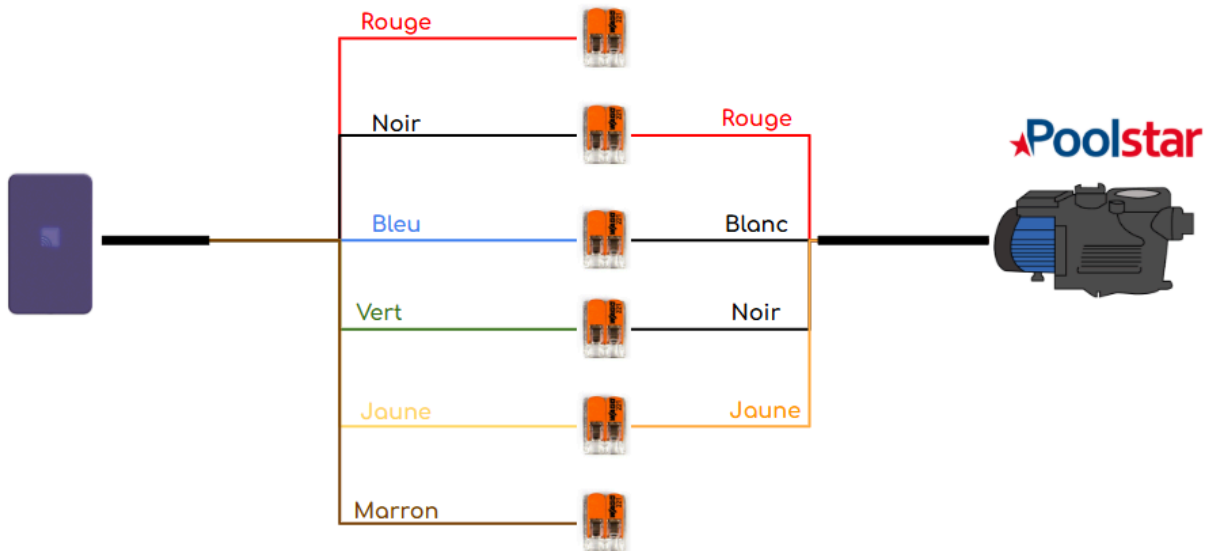 Rouge
Noir
Rouge
Poolstar
Bleu
Blanc
Vert
Noir
Jaune
Jaune
Marron